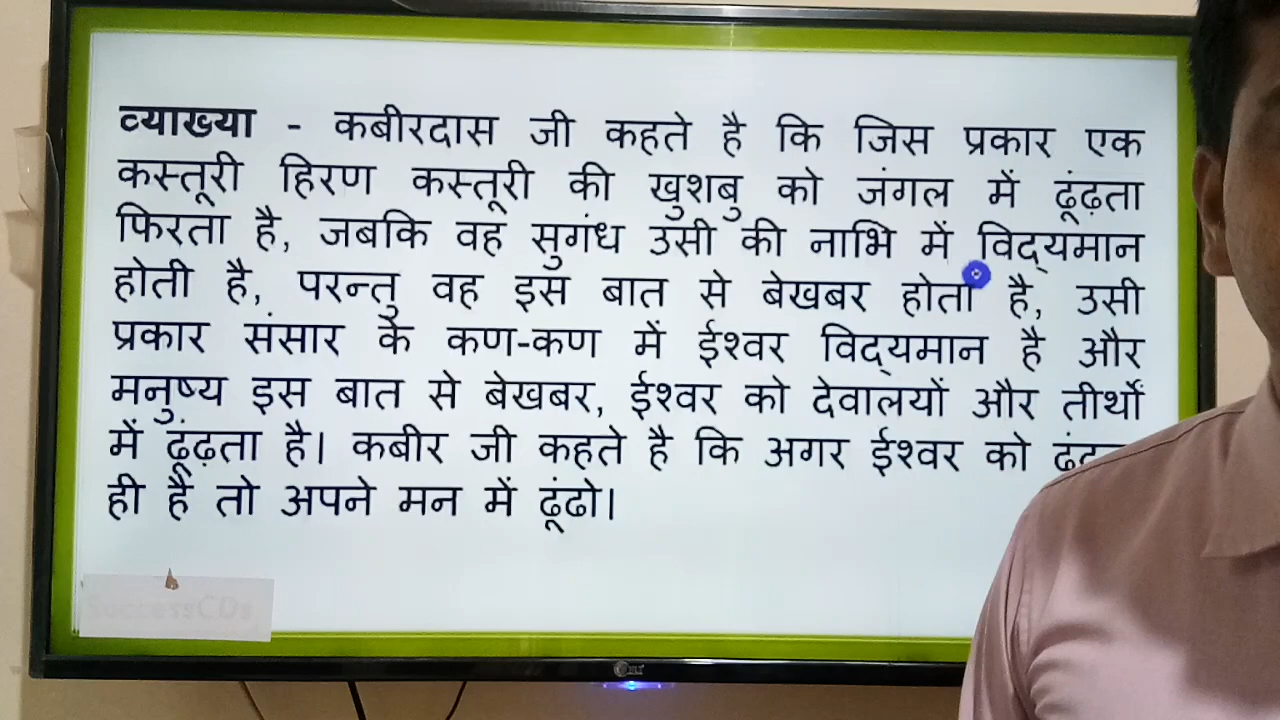 व्याख्या - कबीरदास जी कहते है कि जिस प्रकार एक
कस्तूरी हिरण कस्तूरी की खुशबु को जंगल में ढूंढ़ता
फिरता है, जबकि वह सुगंध उसी की नाभि में विद्यमान
होती है, परन्तु वह इस बात से बेखबर होता है, उसी
प्रकार संसार के कण-कण में ईश्वर विद्यमान है और
मनुष्य इस बात से बेखबर, ईश्वर को देवालयों और तीर्थों
में ढूंढ़ता है। कबीर जी कहते है कि अगर ईश्वर को
ही है तो अपने मन में ढूंढो।
SuccessCDs